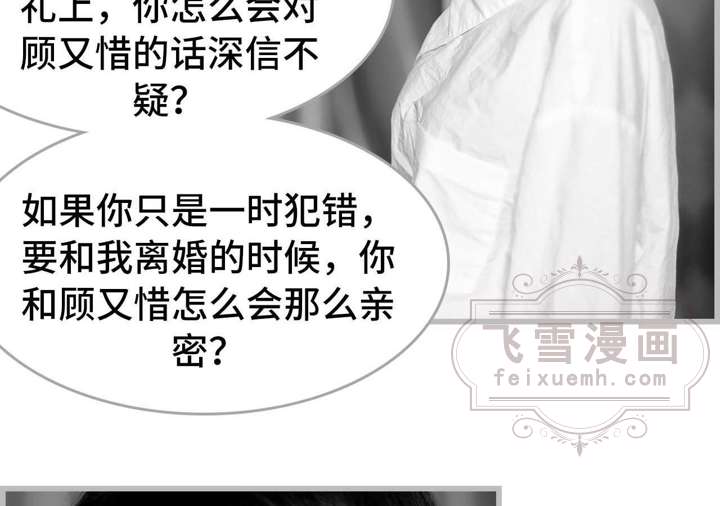 礼上，你怎么会对
顾又惜的话深信不
疑？
如果你只是一时犯错，
要和我离婚的时候，你
和顾又惜怎么会那么亲
密？
飞雪漫画
feixuemh.com